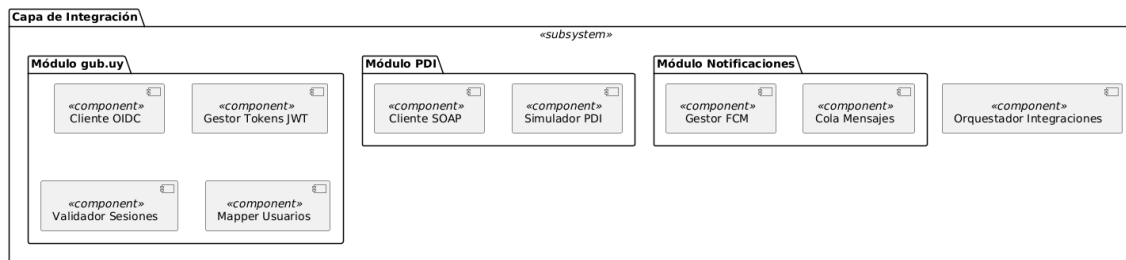 Capa de Integración
«subsystem»
Módulo gub.uy
«component»
Cliente OIDC
«component»
Gestor Tokens JWT
«component»
Validador Sesiones
«component»
Mapper Usuarios
Módulo PDI
«component»
Cliente SOAP
«component»
Simulador PDI
Módulo Notificaciones
«component»
Gestor FCM
«component»
Cola Mensajes
«component»
Orquestador Integraciones